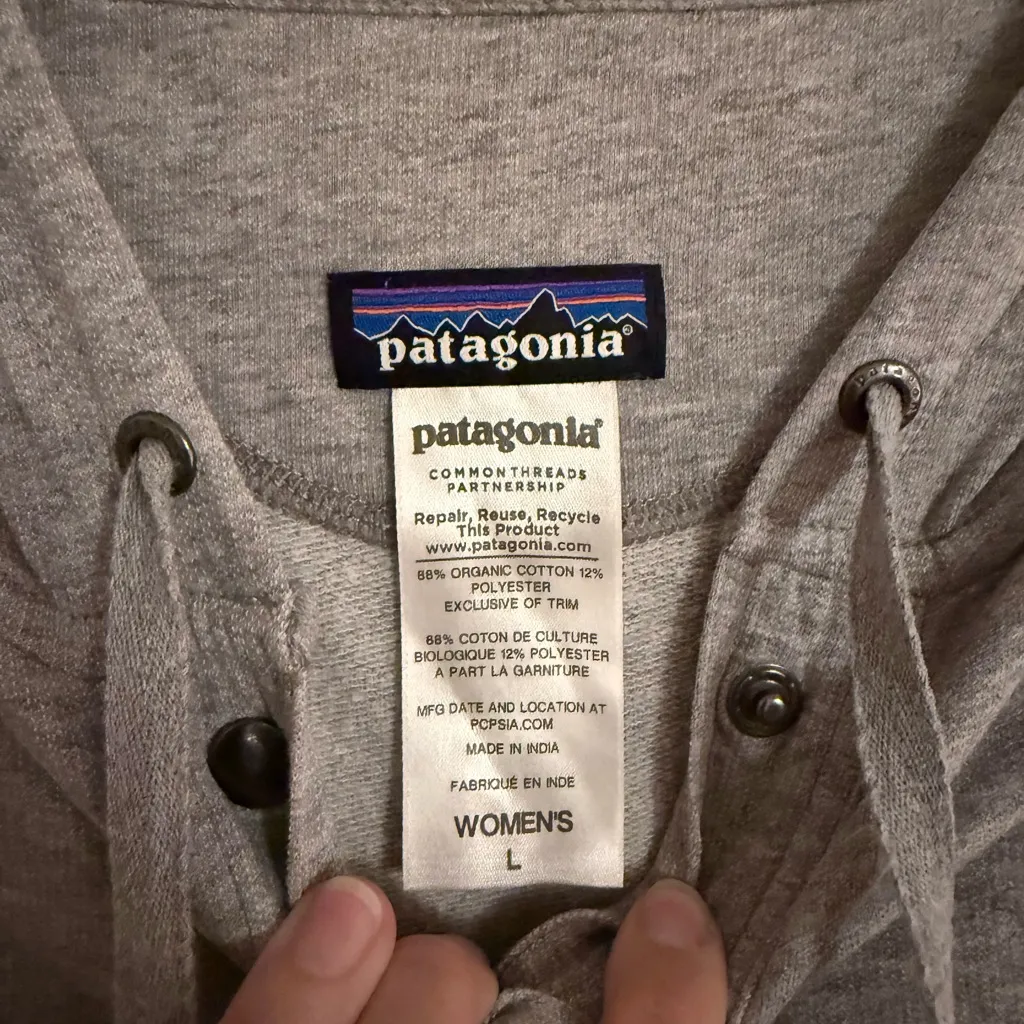 patagonia®
patagonia®
COMMON THREADS
PARTNERSHIP
Repair, Reuse, Recycle
This Product
www.patagonia.com
88% ORGANIC COTTON 12%
POLYESTER
EXCLUSIVE OF TRIM
88% COTON DE CULTURE
BIOLOGIQUE 12% POLYESTER
A PART LA GARNITURE
MFG DATE AND LOCATION AT
PCPSIA.COM
MADE IN INDIA
FABRIQUÉ EN INDE
WOMEN'S
L